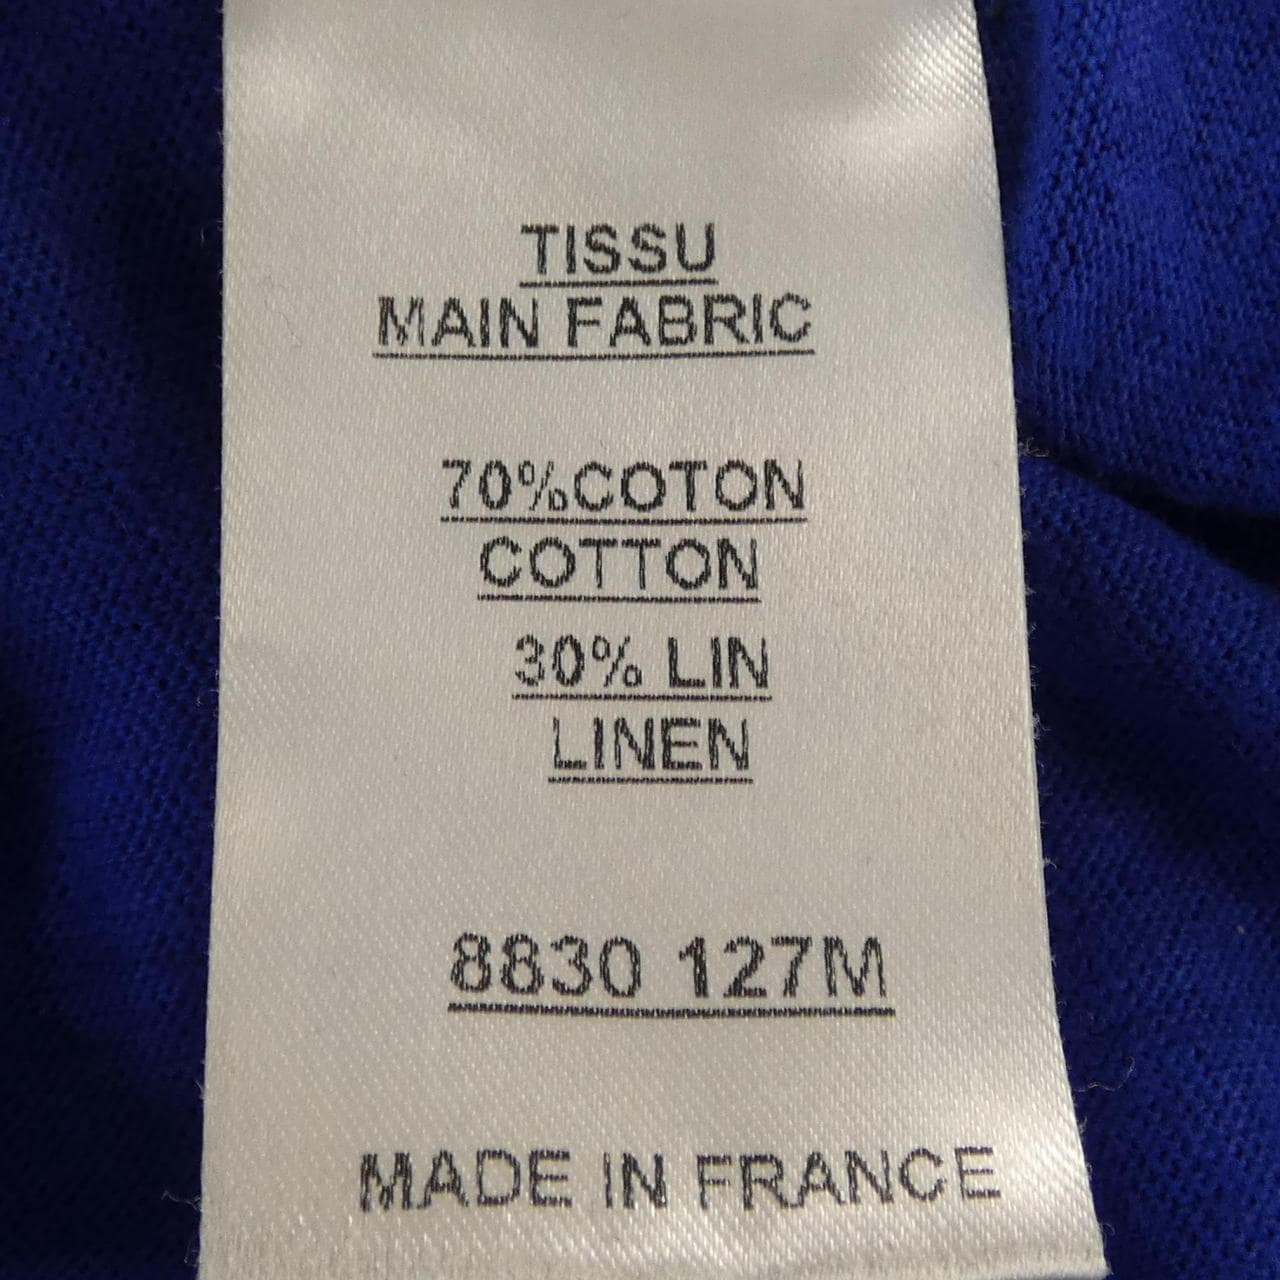 TISSU
MAIN FABRIC
70%COTON
COTTON
30% LIN
LINEN
8830 127M
MADE IN FRANCE